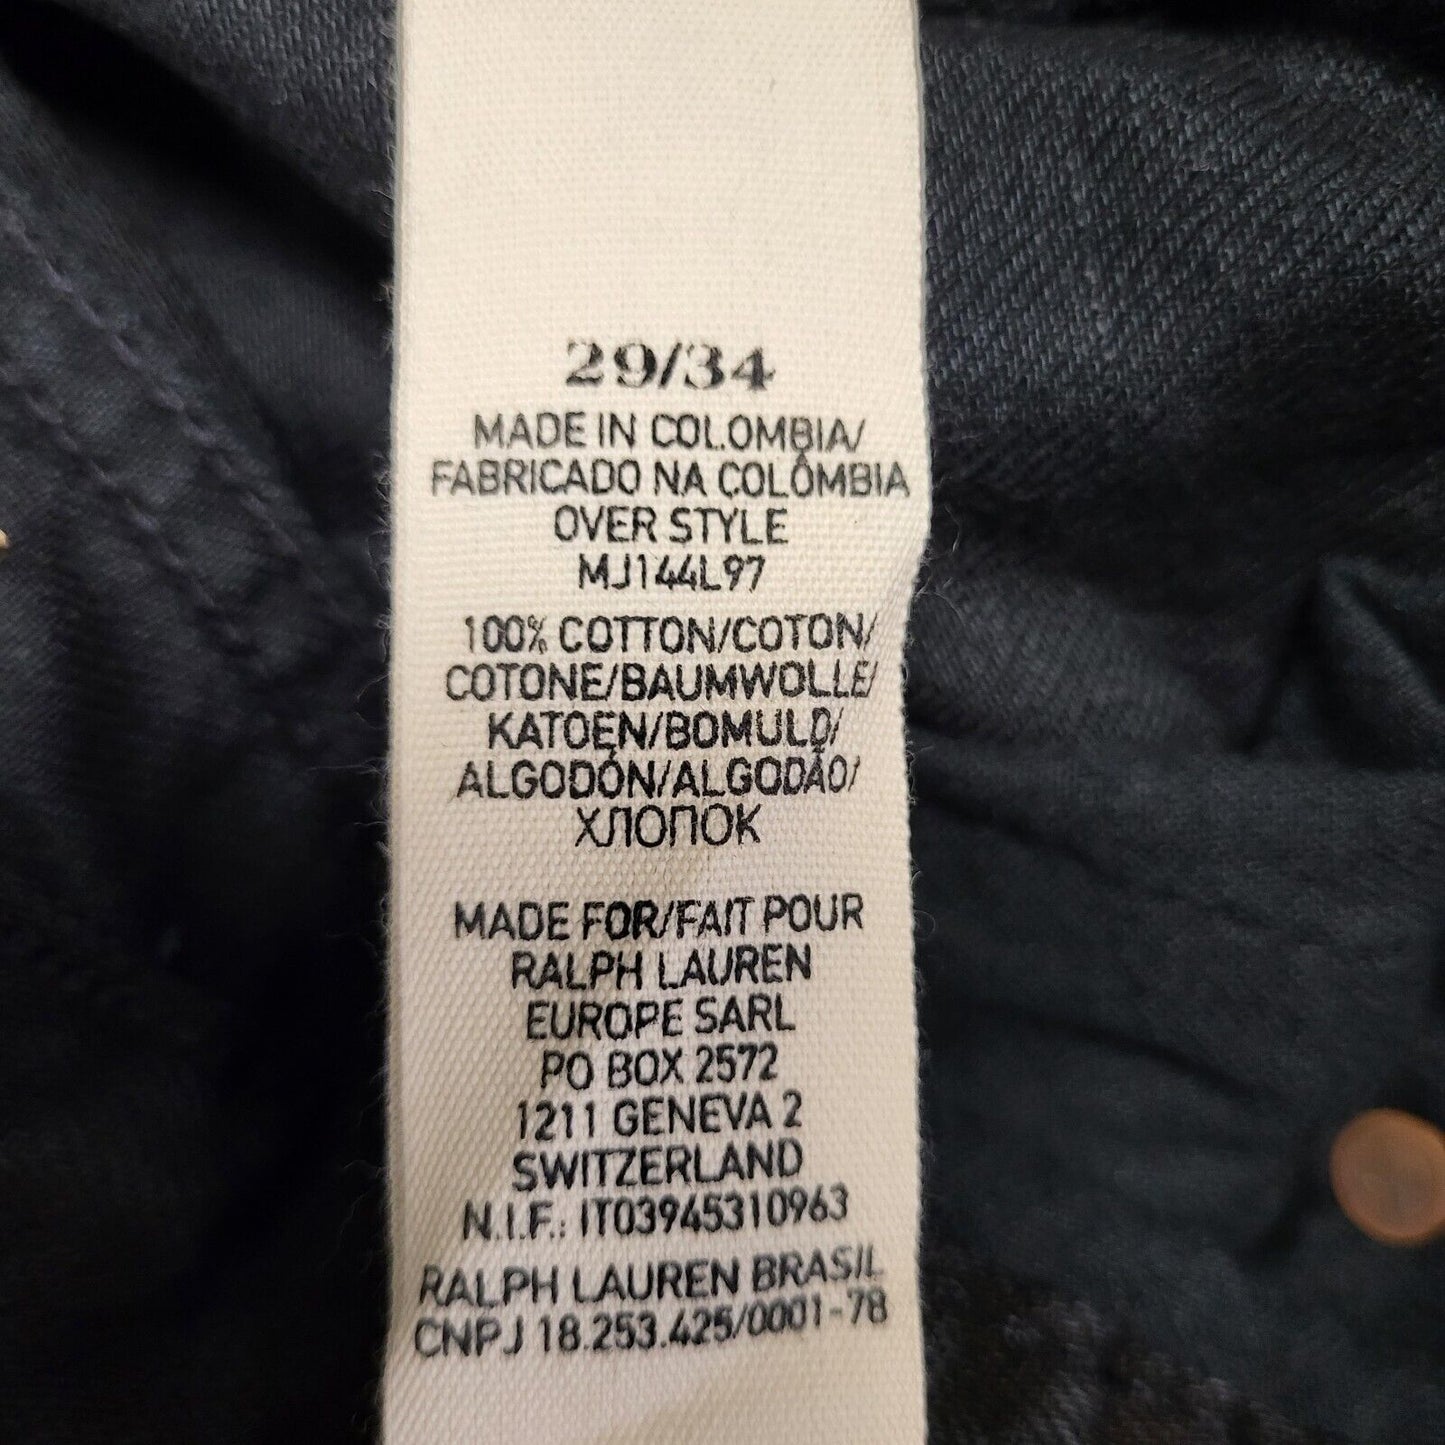 29/34
MADE IN COLOMBIA/
FABRICADO NA COLÔMBIA
OVER STYLE
MJ144L97
100% COTTON/COTON/
COTONE/BAUMWOLLE/
KATOEN/BOMULD/
ALGODÓN/ALGODÃO/
ХЛОПОК
MADE FOR/FAIT POUR
RALPH LAUREN
EUROPE SARL
PO BOX 2572
1211 GENEVA 2
SWITZERLAND
N.I.F.: IT03945310963
RALPH LAUREN BRASIL
CNPJ 18.253.425/0001-78